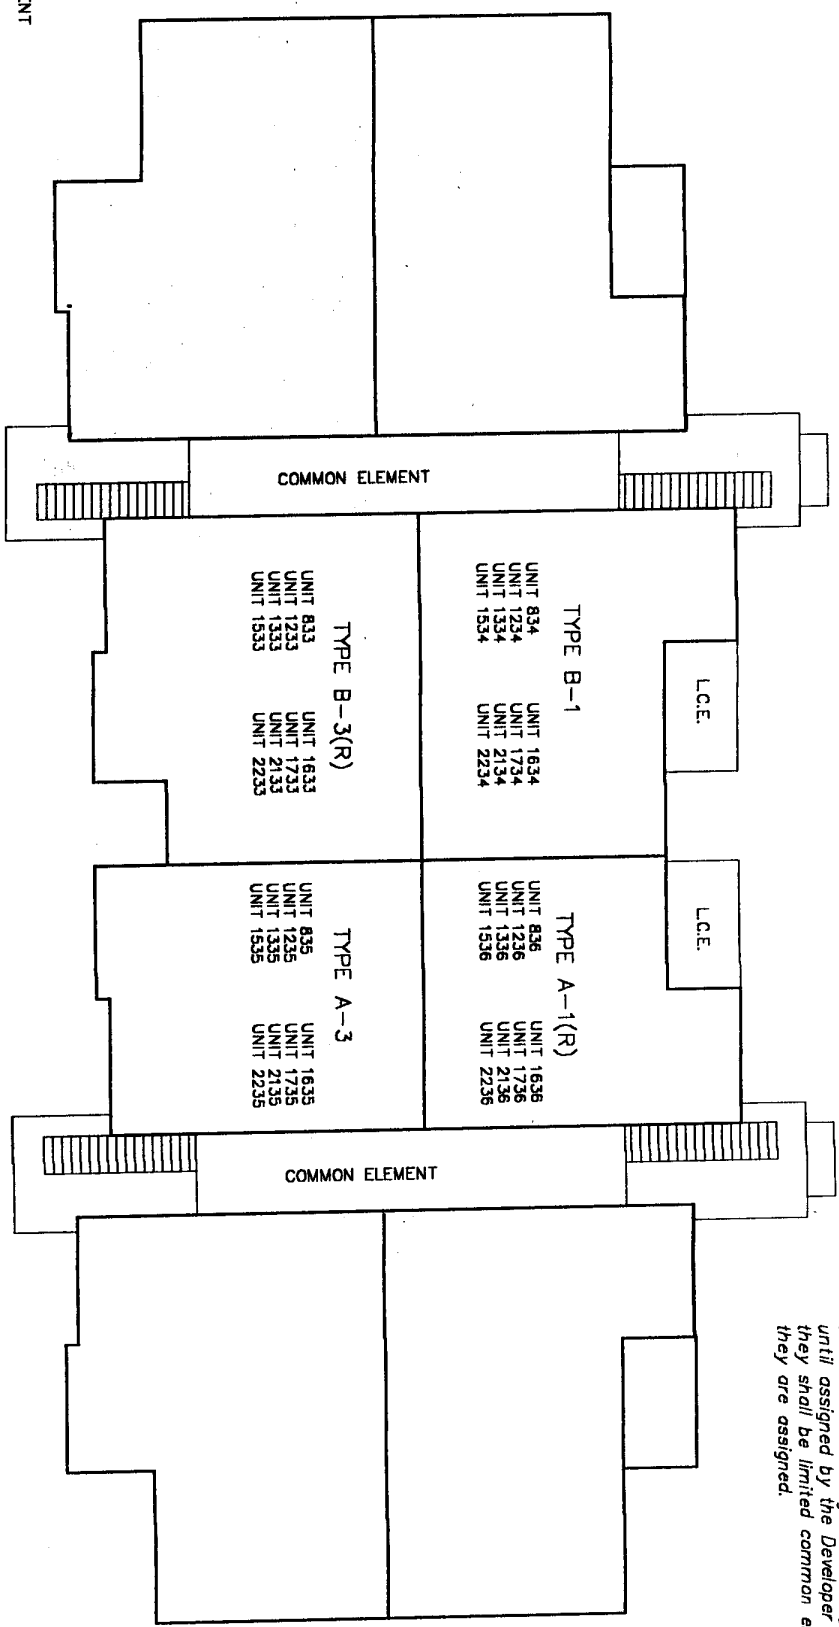 ENT
until assigned by the Developer
they shall be limited common e
they are assigned.
COMMON ELEMENT
L.C.E.
TYPE B-1
UNIT 834 UNIT 1634
UNIT 1234 UNIT 1734
UNIT 1334 UNIT 2134
UNIT 1534 UNIT 2234
TYPE B-3(R)
UNIT 833 UNIT 1633
UNIT 1233 UNIT 1733
UNIT 1333 UNIT 2133
UNIT 1533 UNIT 2233
L.C.E.
TYPE A-1(R)
UNIT 836 UNIT 1636
UNIT 1236 UNIT 1736
UNIT 1336 UNIT 2136
UNIT 1536 UNIT 2236
TYPE A-3
UNIT 835 UNIT 1635
UNIT 1235 UNIT 1735
UNIT 1335 UNIT 2135
UNIT 1535 UNIT 2235
COMMON ELEMENT